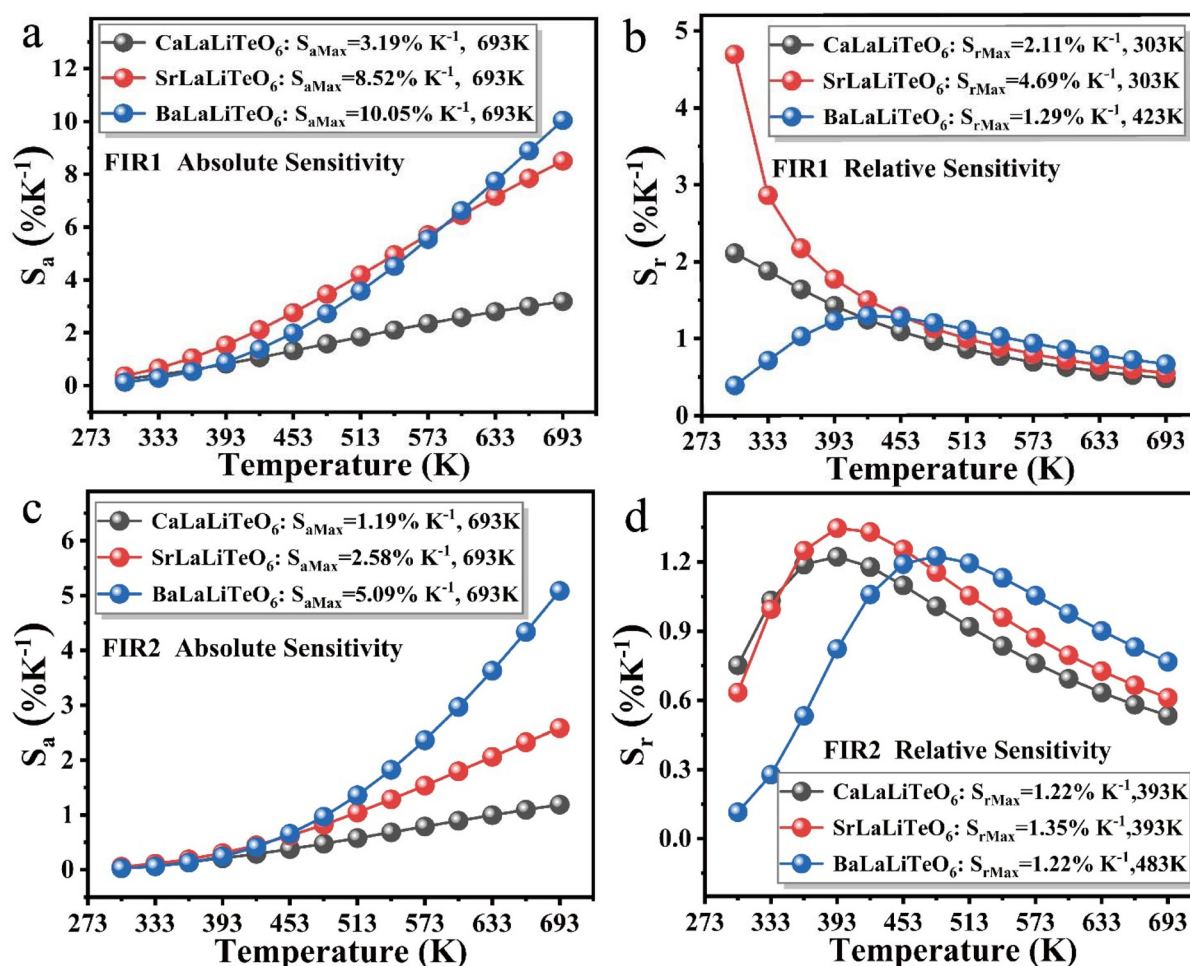 a
CaLaLiTeO₆: SₐMₐₓ=3.19% K⁻¹, 693K
SrLaLiTeO₆: SₐMₐₓ=8.52% K⁻¹, 693K
BaLaLiTeO₆: SₐMₐₓ=10.05% K⁻¹, 693K
FIR1 Absolute Sensitivity
Sₐ (%K⁻¹)
12
10
8
6
4
2
0
273 333 393 453 513 573 633 693
Temperature (K)
b
CaLaLiTeO₆: SᵣMₐₓ=2.11% K⁻¹, 303K
SrLaLiTeO₆: SᵣMₐₓ=4.69% K⁻¹, 303K
BaLaLiTeO₆: SᵣMₐₓ=1.29% K⁻¹, 423K
FIR1 Relative Sensitivity
Sᵣ (%K⁻¹)
5
4
3
2
1
0
273 333 393 453 513 573 633 693
Temperature (K)
c
CaLaLiTeO₆: SₐMₐₓ=1.19% K⁻¹, 693K
SrLaLiTeO₆: SₐMₐₓ=2.58% K⁻¹, 693K
BaLaLiTeO₆: SₐMₐₓ=5.09% K⁻¹, 693K
FIR2 Absolute Sensitivity
Sₐ (%K⁻¹)
6
5
4
3
2
1
0
273 333 393 453 513 573 633 693
Temperature (K)
d
Sᵣ (%K⁻¹)
1.2
0.9
0.6
0.3
0.0
FIR2 Relative Sensitivity
CaLaLiTeO₆: SᵣMₐₓ=1.22% K⁻¹,393K
SrLaLiTeO₆: SᵣMₐₓ=1.35% K⁻¹,393K
BaLaLiTeO₆: SᵣMₐₓ=1.22% K⁻¹,483K
273 333 393 453 513 573 633 693
Temperature (K)